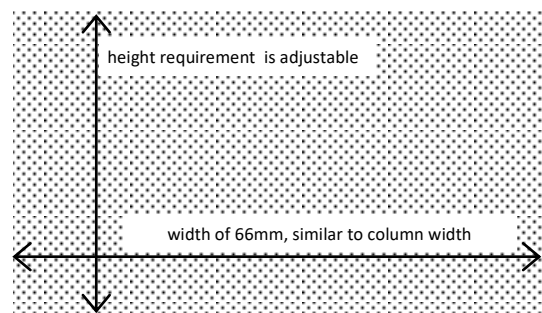 height requirement is adjustable
width of 66mm, similar to column width